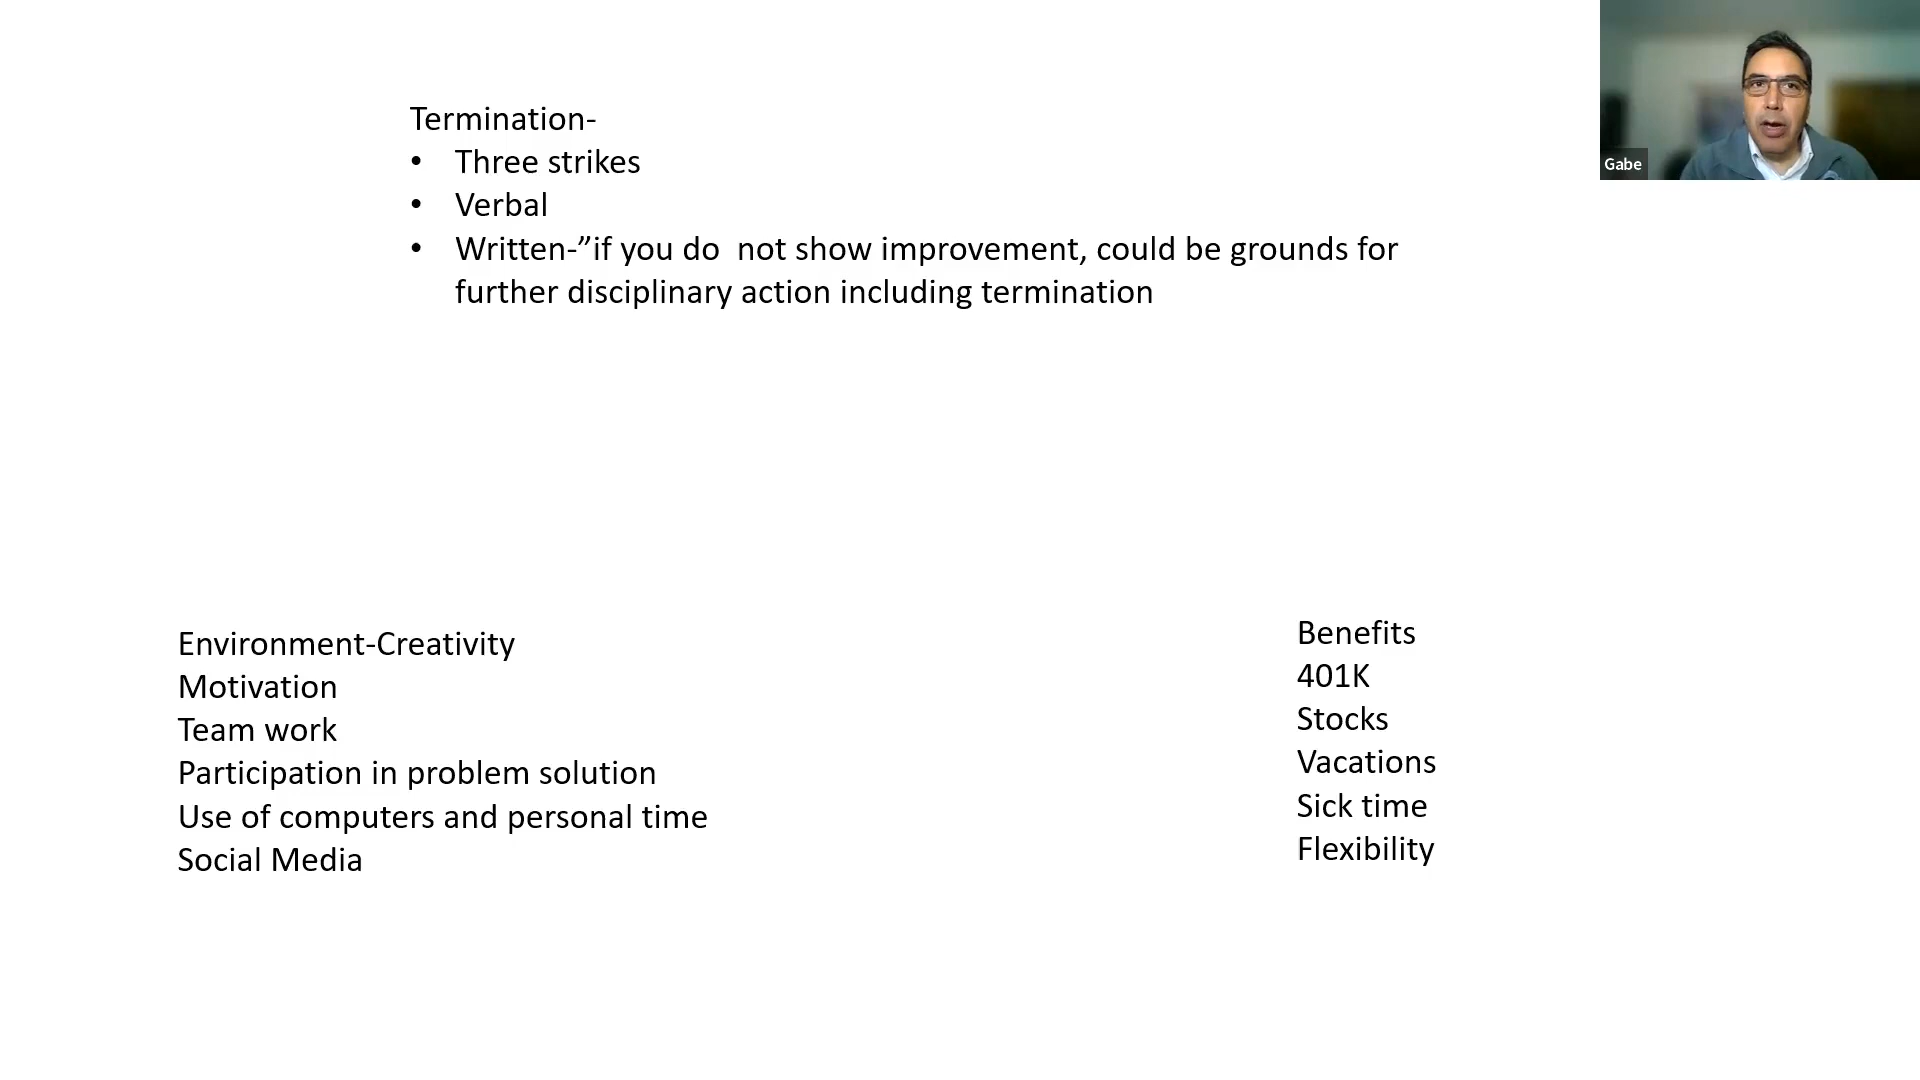 Termination-
• Three strikes
• Verbal
• Written-”if you do  not show improvement, could be grounds for
further disciplinary action including termination
Gabe
Environment-Creativity
Motivation
Team work
Participation in problem solution
Use of computers and personal time
Social Media
Benefits
401K
Stocks
Vacations
Sick time
Flexibility